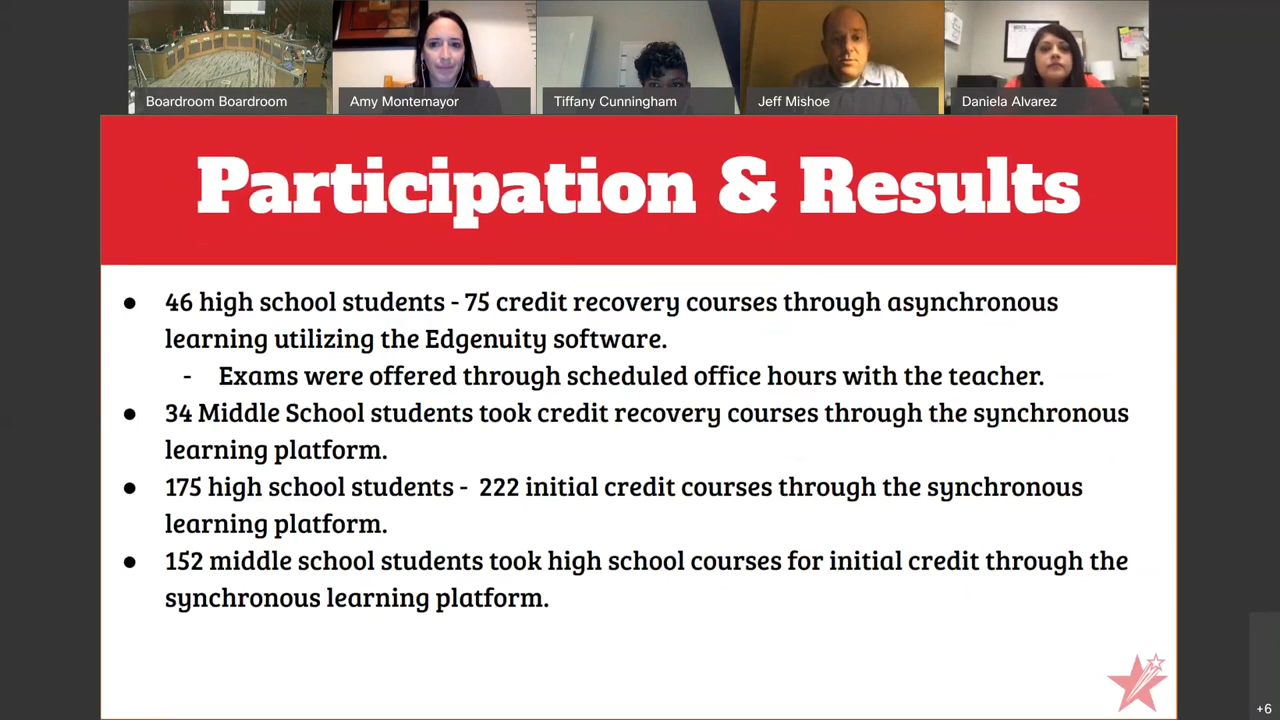 Boardroom Boardroom
Amy Montemayor
Tiffany Cunningham
Jeff Mishoe
Daniela Alvarez
Participation & Results
● 46 high school students - 75 credit recovery courses through asynchronous
learning utilizing the Edgenuity software.
- Exams were offered through scheduled office hours with the teacher.
● 34 Middle School students took credit recovery courses through the synchronous
learning platform.
● 175 high school students - 222 initial credit courses through the synchronous
learning platform.
● 152 middle school students took high school courses for initial credit through the
synchronous learning platform.
+6